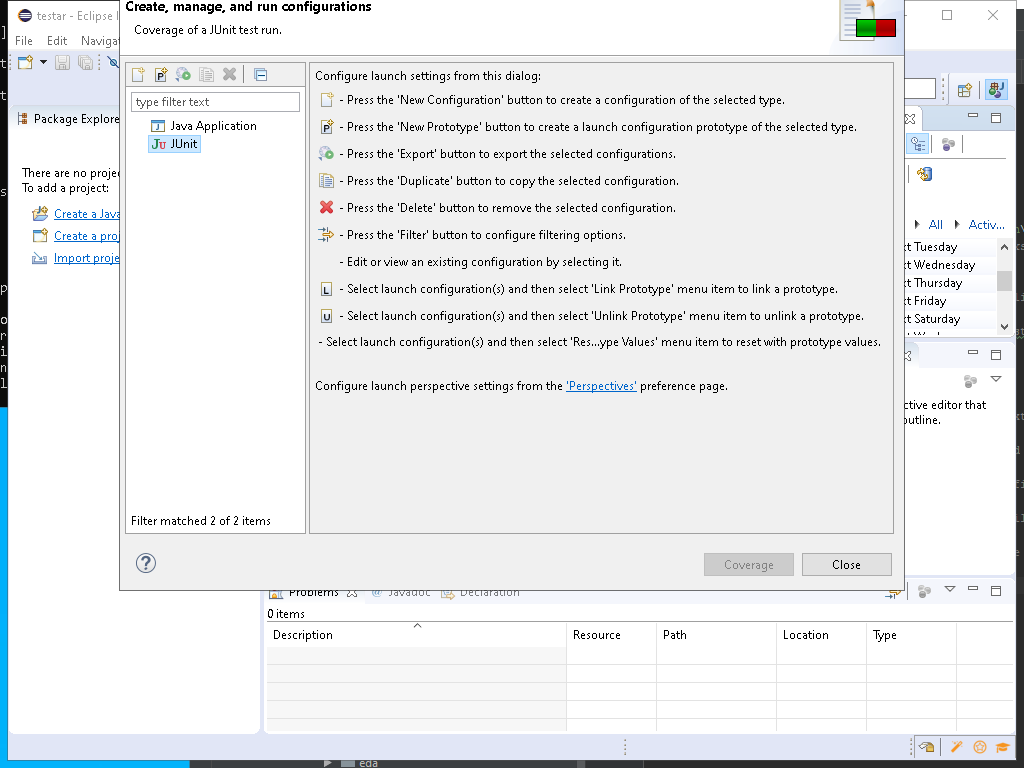 Create, manage, and run configurations
testar - Eclipse I
Coverage of a JUnit test run.
File Edit Naviga
type filter text
Java Application
JUnit
Filter matched 2 of 2 items
Configure launch settings from this dialog:
- Press the 'New Configuration' button to create a configuration of the selected type.
- Press the 'New Prototype' button to create a launch configuration prototype of the selected type.
- Press the 'Export' button to export the selected configurations.
- Press the 'Duplicate' button to copy the selected configuration.
- Press the 'Delete' button to remove the selected configuration.
- Press the 'Filter' button to configure filtering options.
- Edit or view an existing configuration by selecting it.
- Select launch configuration(s) and then select 'Link Prototype' menu item to link a prototype.
- Select launch configuration(s) and then select 'Unlink Prototype' menu item to unlink a prototype.
- Select launch configuration(s) and then select 'Res...ype Values' menu item to reset with prototype values.
Configure launch perspective settings from the 'Perspectives' preference page.
Coverage Close
Package Explore
There are no projec
To add a project:
Create a Java
Create a proj
Import proje
All Activ...
xt Tuesday
xt Wednesday
xt Thursday
xt Friday
xt Saturday
ctive editor that
outline.
Problems Javadoc Declaration
0 items
Description Resource Path Location Type
eda